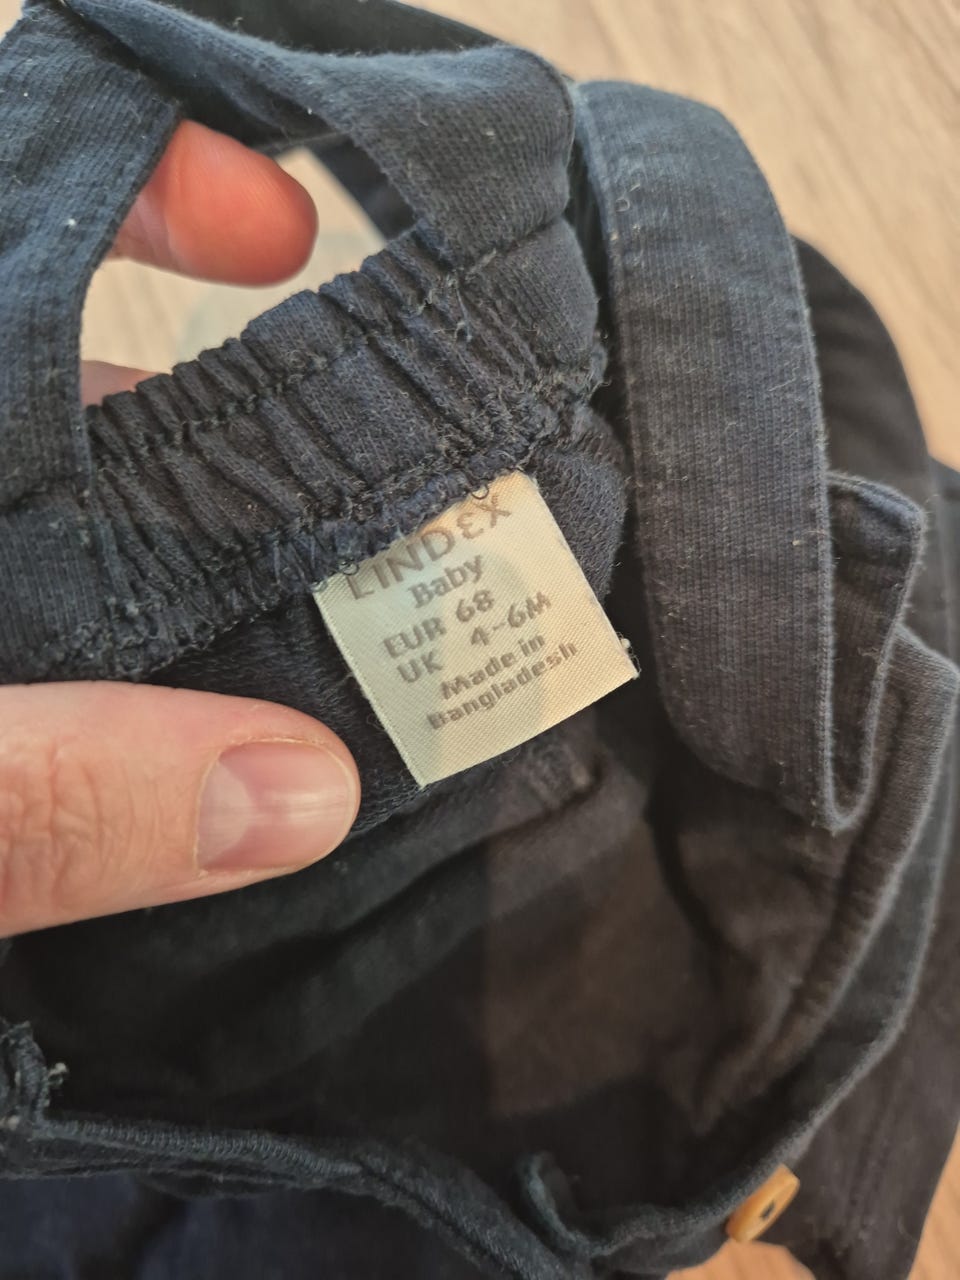 LINDEX
Baby
EUR 68
UK 4-6M
Made in
Bangladesh